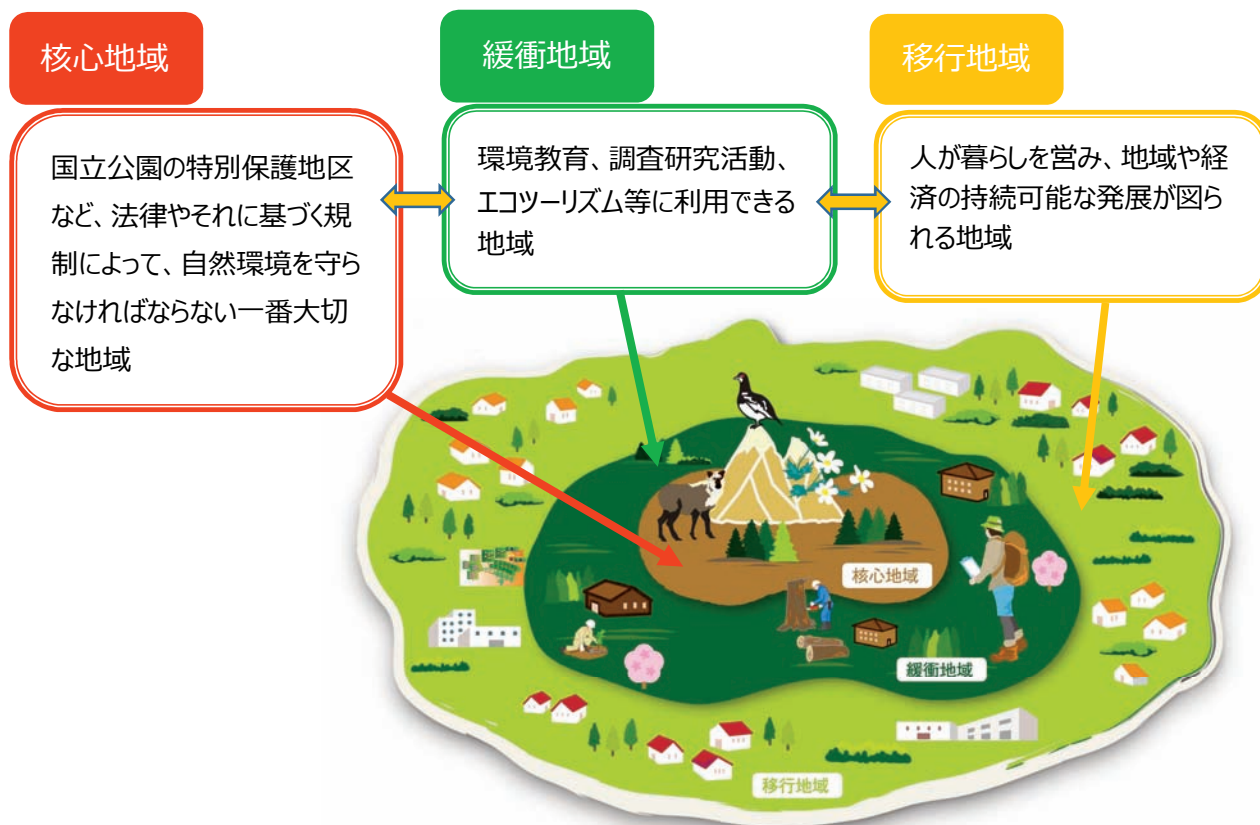 核心地域
国立公園の特別保護地区
など、法律やそれに基づく規
制によって、自然環境を守ら
なければならない一番大切
な地域
緩衝地域
環境教育、調査研究活動、
エコツーリズム等に利用できる
地域
移行地域
人が暮らしを営み、地域や経
済の持続可能な発展が図ら
れる地域
核心地域
緩衝地域
移行地域